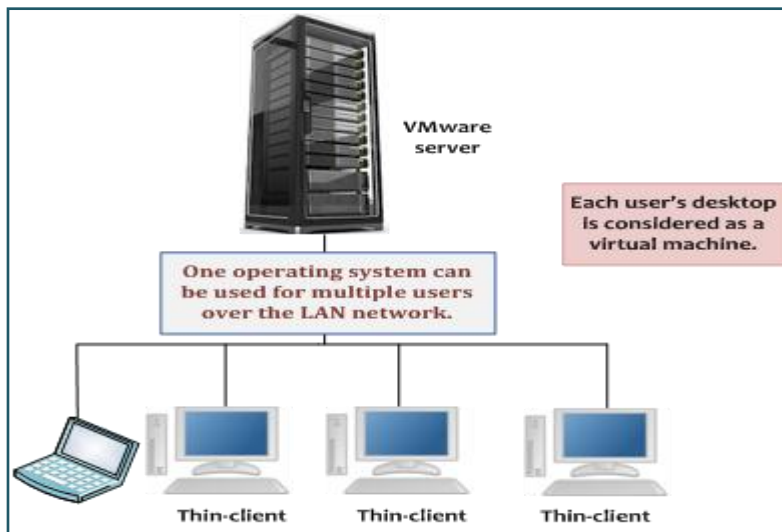 VMware
server
Each user's desktop
is considered as a
virtual machine.
One operating system can
be used for multiple users
over the LAN network.
Thin-client
Thin-client
Thin-client